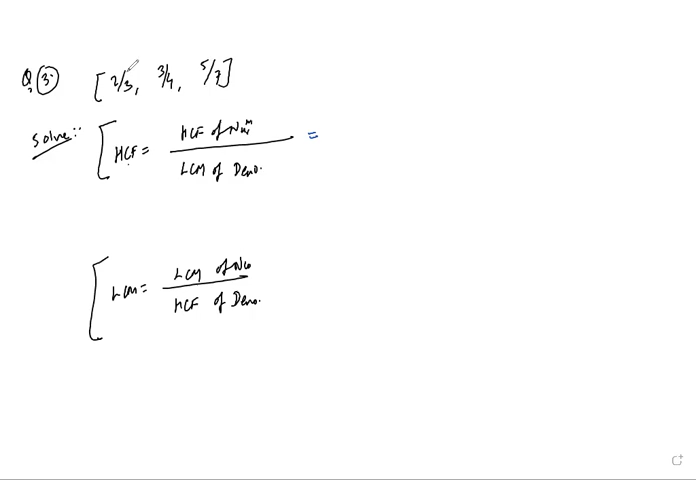 Q.3. [2/3, 3/4, 5/7]
Solve:: [HCF = HCF of Num / LCM of Deno. =
[LCM = LCM of Nu / HCF of Deno.